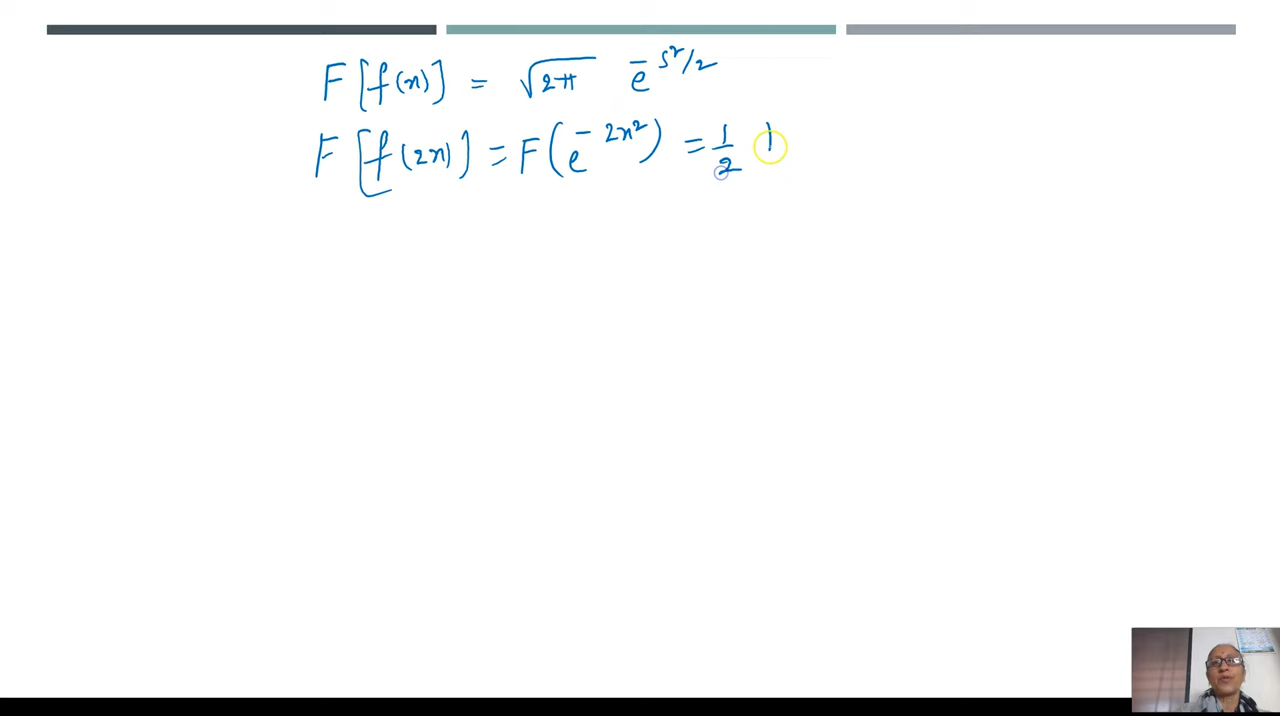 F[f(x)] = √2π e^-s²/2
F[f(2x)] = F(e^-2x²) = 1/2